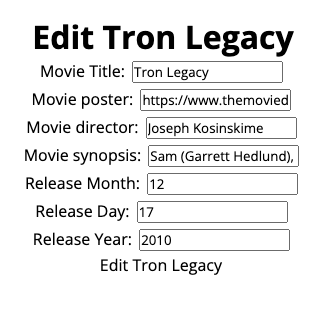 Edit Tron Legacy
Movie Title: Tron Legacy
Movie poster: https://www.themovied
Movie director: Joseph Kosinskime
Movie synopsis: Sam (Garrett Hedlund),
Release Month: 12
Release Day: 17
Release Year: 2010
Edit Tron Legacy